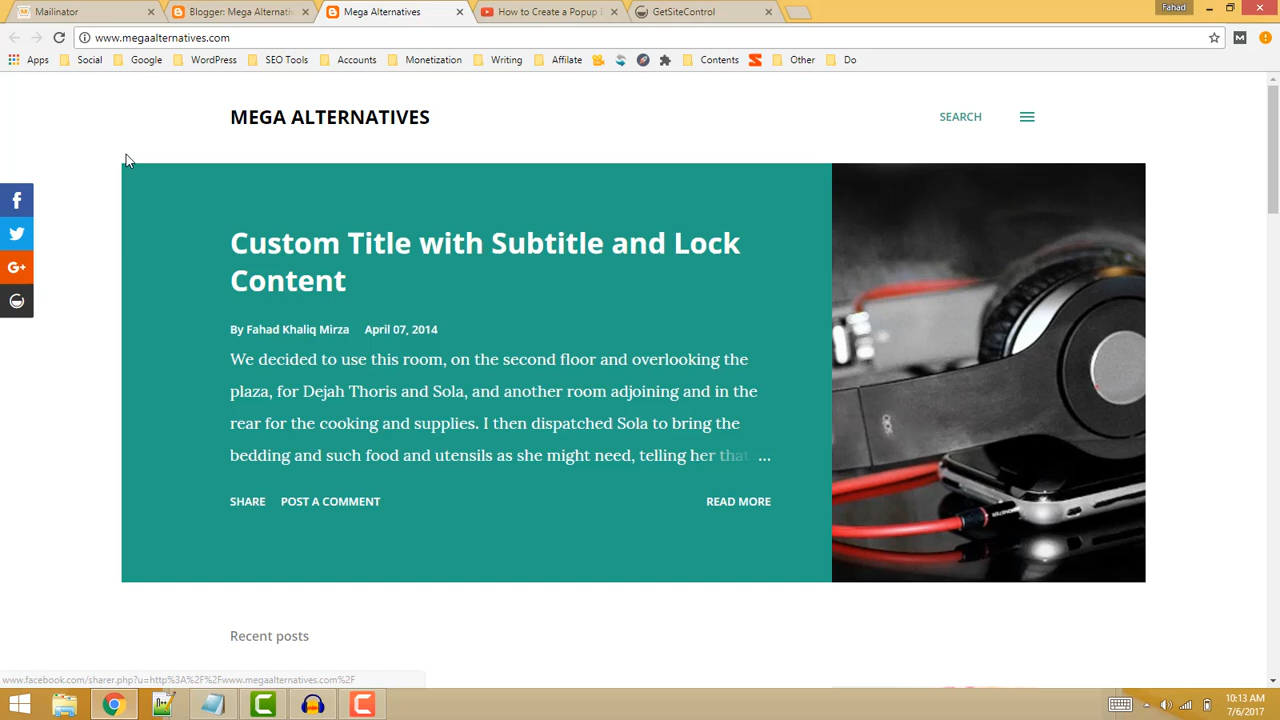 Mailinator
Blogger: Mega Alternativ
Mega Alternatives
How to Create a Popup
GetSiteControl
Fahad
www.megaalternatives.com
Apps
Social
Google
WordPress
SEO Tools
Accounts
Monetization
Writing
Affilate
Contents
Other
Do
MEGA ALTERNATIVES
SEARCH
Custom Title with Subtitle and Lock
Content
By Fahad Khaliq Mirza April 07, 2014
We decided to use this room, on the second floor and overlooking the
plaza, for Dejah Thoris and Sola, and another room adjoining and in the
rear for the cooking and supplies. I then dispatched Sola to bring the
bedding and such food and utensils as she might need, telling her that ...
SHARE POST A COMMENT READ MORE
Recent posts
www.facebook.com/sharer.php?u=http%3A%2F%2Fwww.megaalternatives.com%2F
10:13 AM
7/6/2017